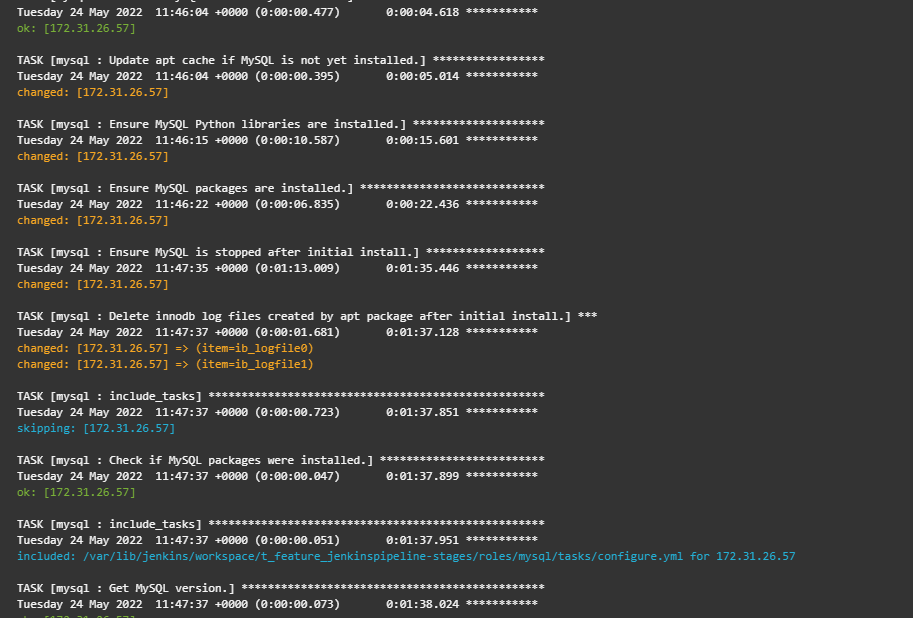 Tuesday 24 May 2022  11:46:04 +0000 (0:00:00.477)       0:00:04.618 ***********
ok: [172.31.26.57]
TASK [mysql : Update apt cache if MySQL is not yet installed.] *****************
Tuesday 24 May 2022  11:46:04 +0000 (0:00:00.395)       0:00:05.014 ***********
changed: [172.31.26.57]
TASK [mysql : Ensure MySQL Python libraries are installed.] ********************
Tuesday 24 May 2022  11:46:15 +0000 (0:00:10.587)       0:00:15.601 ***********
changed: [172.31.26.57]
TASK [mysql : Ensure MySQL packages are installed.] ****************************
Tuesday 24 May 2022  11:46:22 +0000 (0:00:06.835)       0:00:22.436 ***********
changed: [172.31.26.57]
TASK [mysql : Ensure MySQL is stopped after initial install.] ******************
Tuesday 24 May 2022  11:47:35 +0000 (0:01:13.009)       0:01:35.446 ***********
changed: [172.31.26.57]
TASK [mysql : Delete innodb log files created by apt package after initial install.] ***
Tuesday 24 May 2022  11:47:37 +0000 (0:00:01.681)       0:01:37.128 ***********
changed: [172.31.26.57] => (item=ib_logfile0)
changed: [172.31.26.57] => (item=ib_logfile1)
TASK [mysql : include_tasks] ***************************************************
Tuesday 24 May 2022  11:47:37 +0000 (0:00:00.723)       0:01:37.851 ***********
skipping: [172.31.26.57]
TASK [mysql : Check if MySQL packages were installed.] *************************
Tuesday 24 May 2022  11:47:37 +0000 (0:00:00.047)       0:01:37.899 ***********
ok: [172.31.26.57]
TASK [mysql : include_tasks] ***************************************************
Tuesday 24 May 2022  11:47:37 +0000 (0:00:00.051)       0:01:37.951 ***********
included: /var/lib/jenkins/workspace/t_feature_jenkinspipeline-stages/roles/mysql/tasks/configure.yml for 172.31.26.57
TASK [mysql : Get MySQL version.] **********************************************
Tuesday 24 May 2022  11:47:37 +0000 (0:00:00.073)       0:01:38.024 ***********